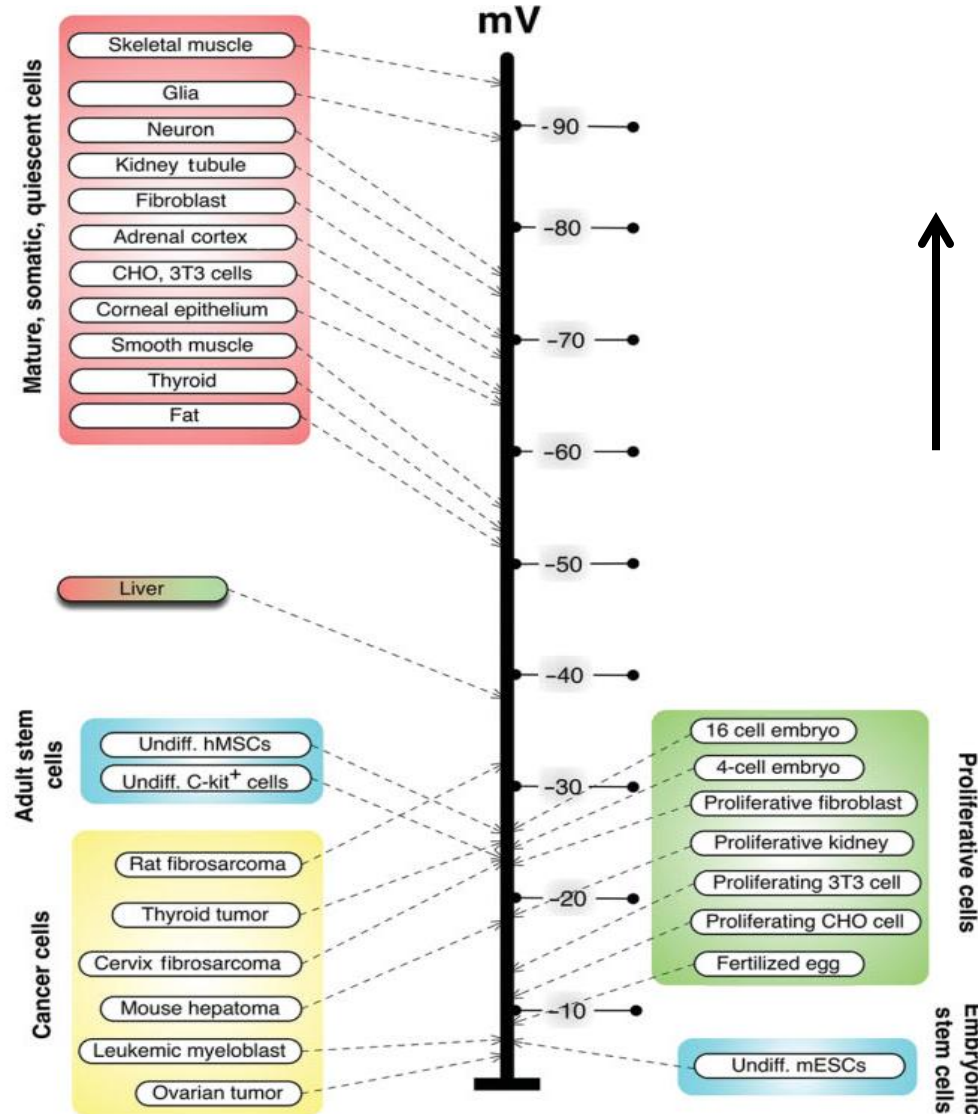 mV
Mature, somatic, quiescent cells
Skeletal muscle
Glia
Neuron
Kidney tubule
Fibroblast
Adrenal cortex
CHO, 3T3 cells
Corneal epithelium
Smooth muscle
Thyroid
Fat
Liver
Adult stem
cells
Undiff. hMSCs
Undiff. C-kit⁺ cells
Cancer cells
Rat fibrosarcoma
Thyroid tumor
Cervix fibrosarcoma
Mouse hepatoma
Leukemic myeloblast
Ovarian tumor
-90
-80
-70
-60
-50
-40
-30
-20
-10
16 cell embryo
4-cell embryo
Proliferative fibroblast
Proliferative kidney
Proliferating 3T3 cell
Proliferating CHO cell
Fertilized egg
Proliferative cells
Undiff. mESCs
Embryonic
stem cells